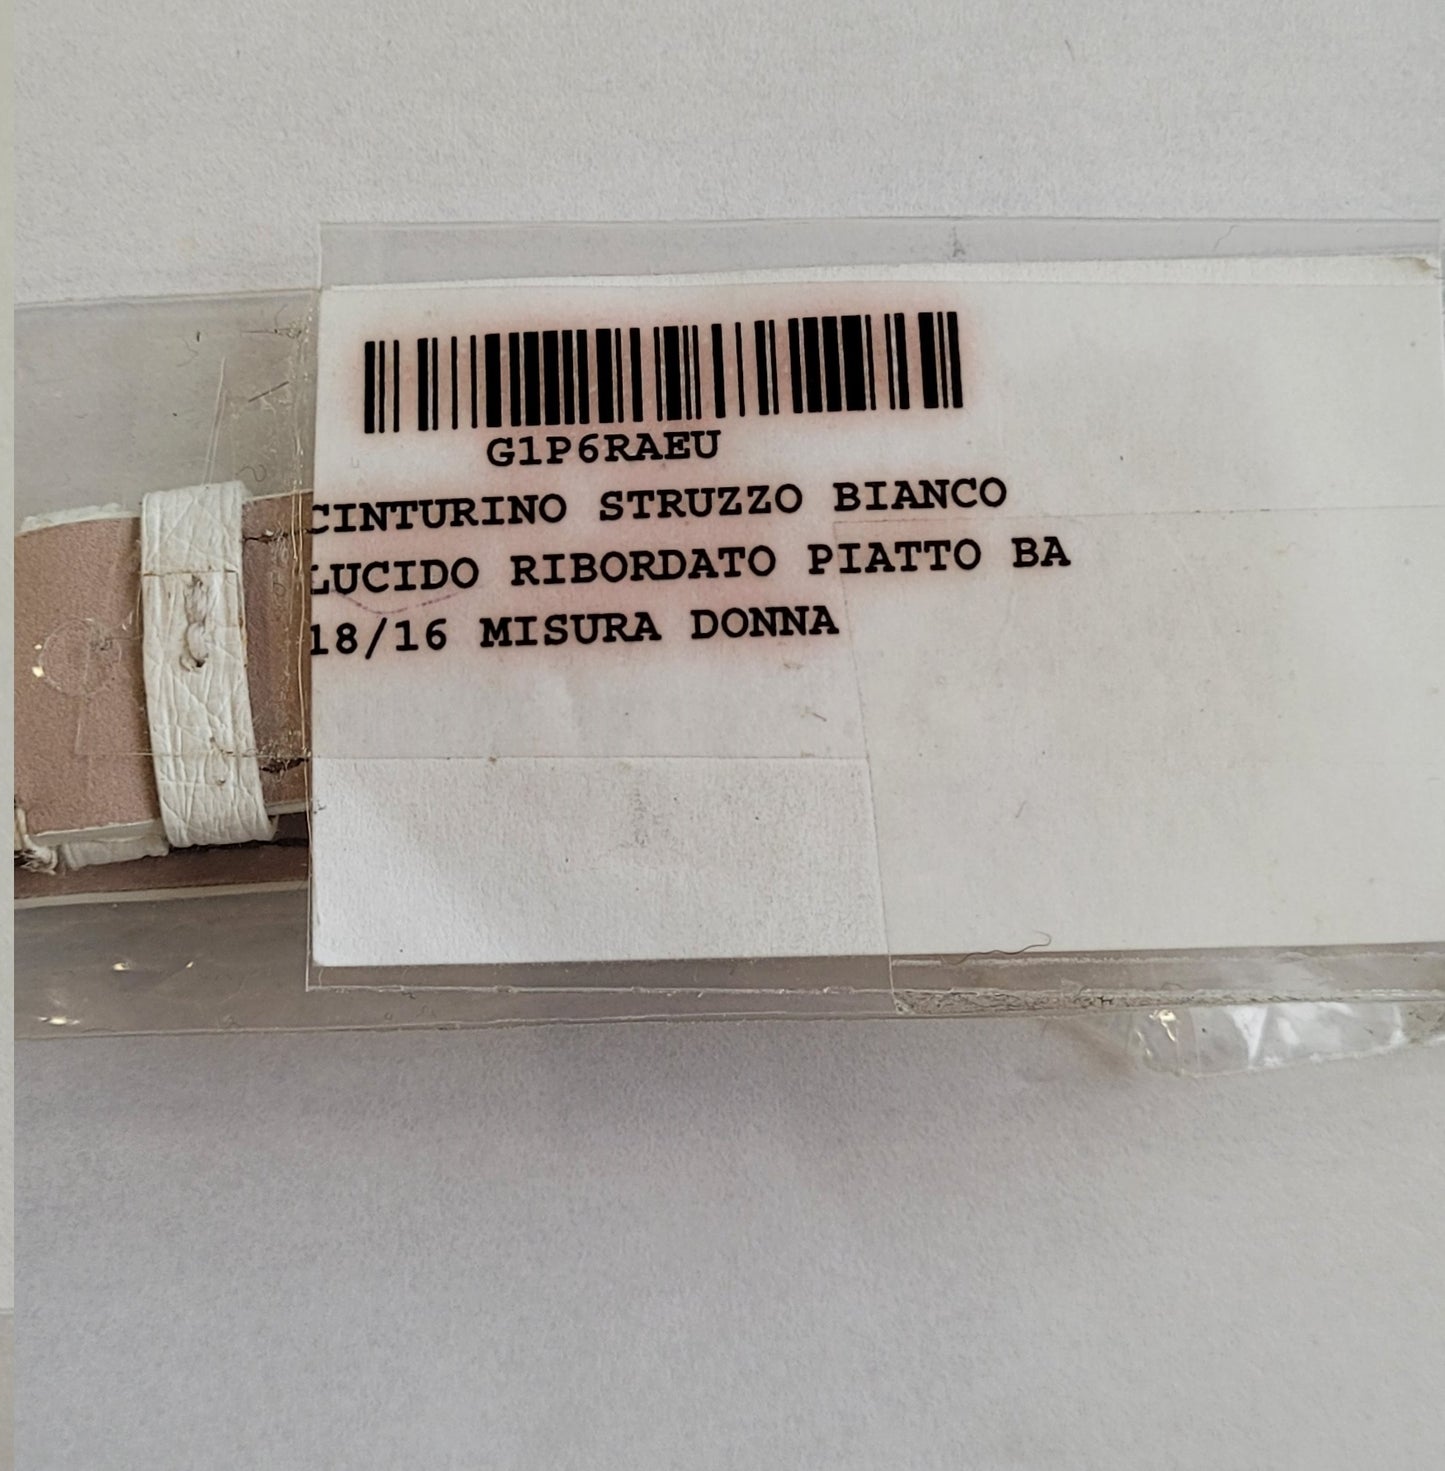 G1P6RAEU
CINTURINO STRUZZO BIANCO
LUCIDO RIBORDATO PIATTO BA
18/16 MISURA DONNA